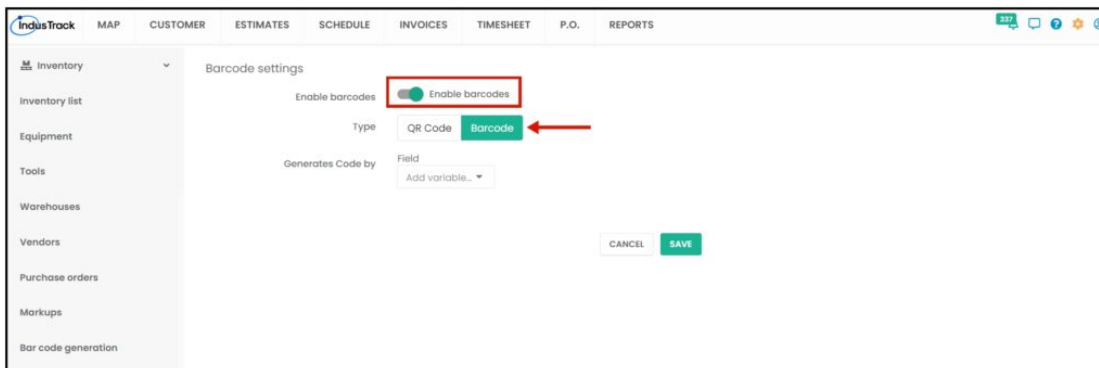 IndusTrack MAP CUSTOMER ESTIMATES SCHEDULE INVOICES TIMESHEET P.O. REPORTS 337
Inventory
Inventory list
Equipment
Tools
Warehouses
Vendors
Purchase orders
Markups
Bar code generation
Barcode settings
Enable barcodes Enable barcodes
Type QR Code Barcode
Generates Code by Field
Add variable...
CANCEL SAVE